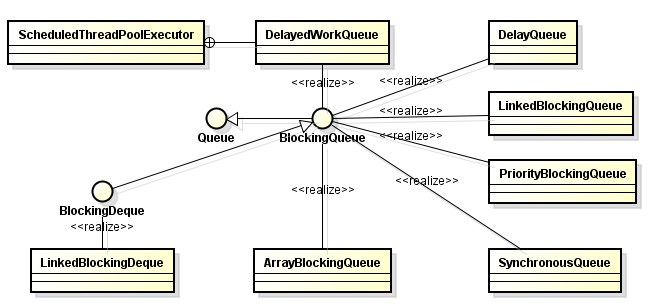 ScheduledThreadPoolExecutor
DelayedWorkQueue
DelayQueue
<<realize>>
<<realize>>
LinkedBlockingQueue
<<realize>>
Queue
BlockingQueue
<<realize>>
PriorityBlockingQueue
<<realize>>
<<realize>>
BlockingDeque
<<realize>>
LinkedBlockingDeque
ArrayBlockingQueue
SynchronousQueue